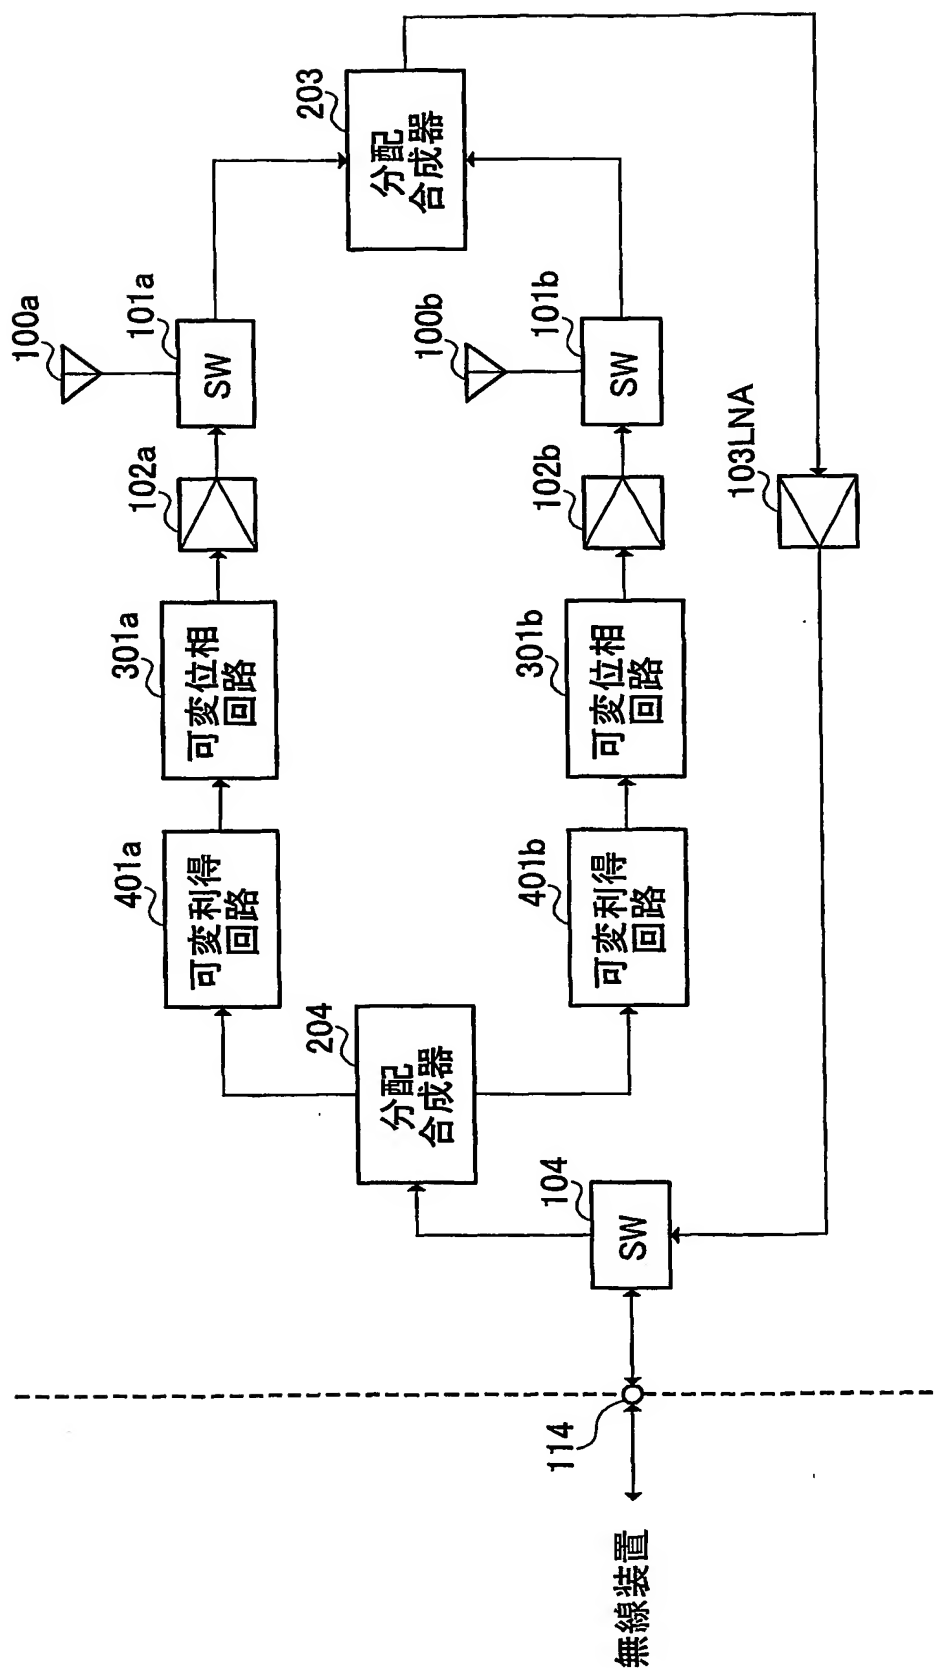 100a
101a
SW
102a
301a
可変位相
回路
401a
可変利得
回路
203
分配
合成器
204
分配
合成器
100b
101b
SW
102b
301b
可変位相
回路
401b
可変利得
回路
103LNA
104
SW
114
無線装置